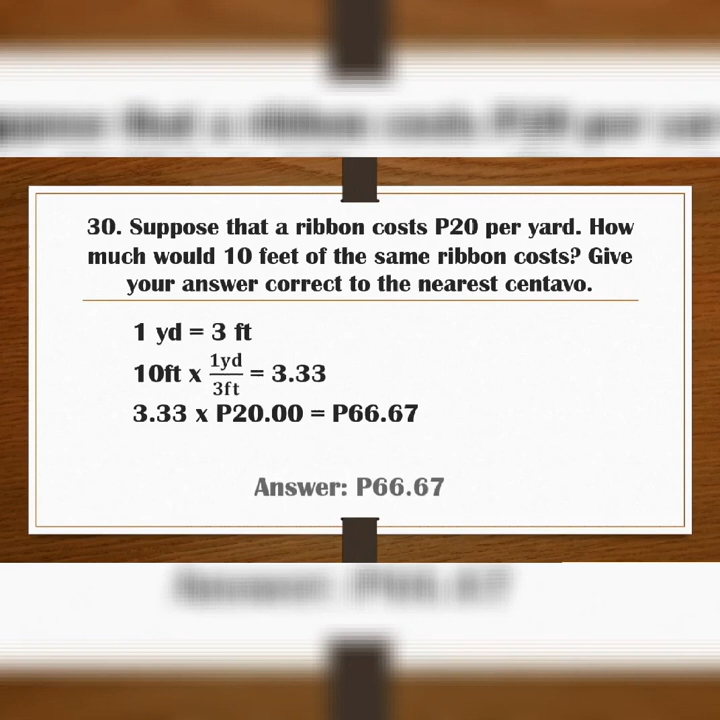 30. Suppose that a ribbon costs P20 per yard. How
much would 10 feet of the same ribbon costs? Give
your answer correct to the nearest centavo.
1 yd = 3 ft
10ft x 1yd/3ft = 3.33
3.33 x P20.00 = P66.67
Answer: P66.67